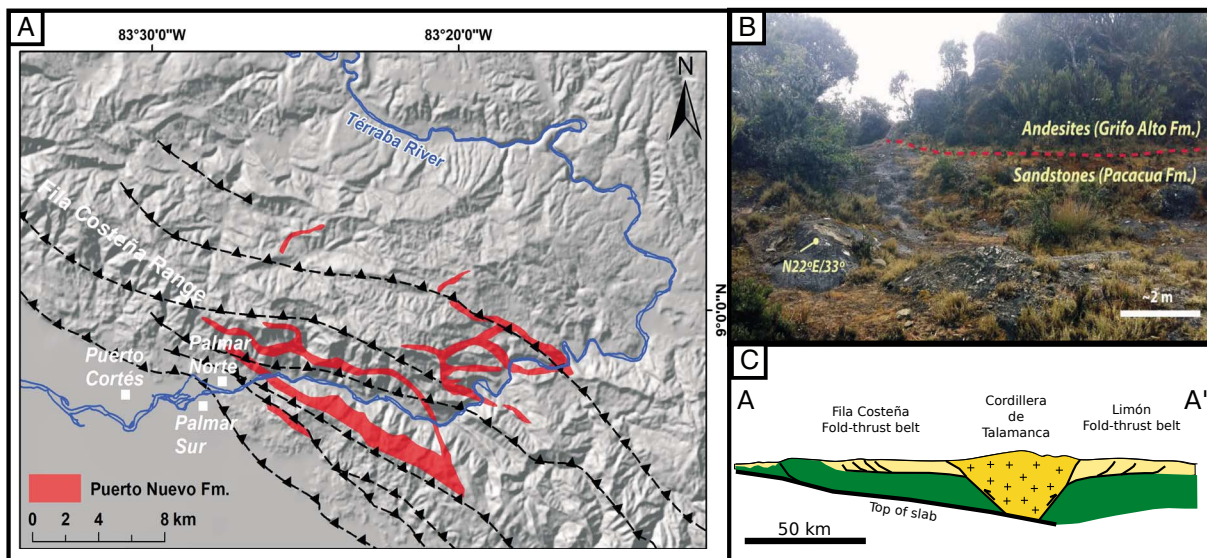 A
83°30'0"W
83°20'0"W
N
Térraba River
Fila Costeña Range
9°0'0"N
Palmar
Norte
Puerto
Cortés
Palmar
Sur
Puerto Nuevo Fm.
0 2 4 8 km
B
Andesites (Grifo Alto Fm.)
Sandstones (Pacacua Fm.)
N22ºE/33º
~2 m
C
A
A'
Fila Costeña
Fold-thrust belt
Cordillera
de
Talamanca
Limón
Fold-thrust belt
Top of slab
50 km